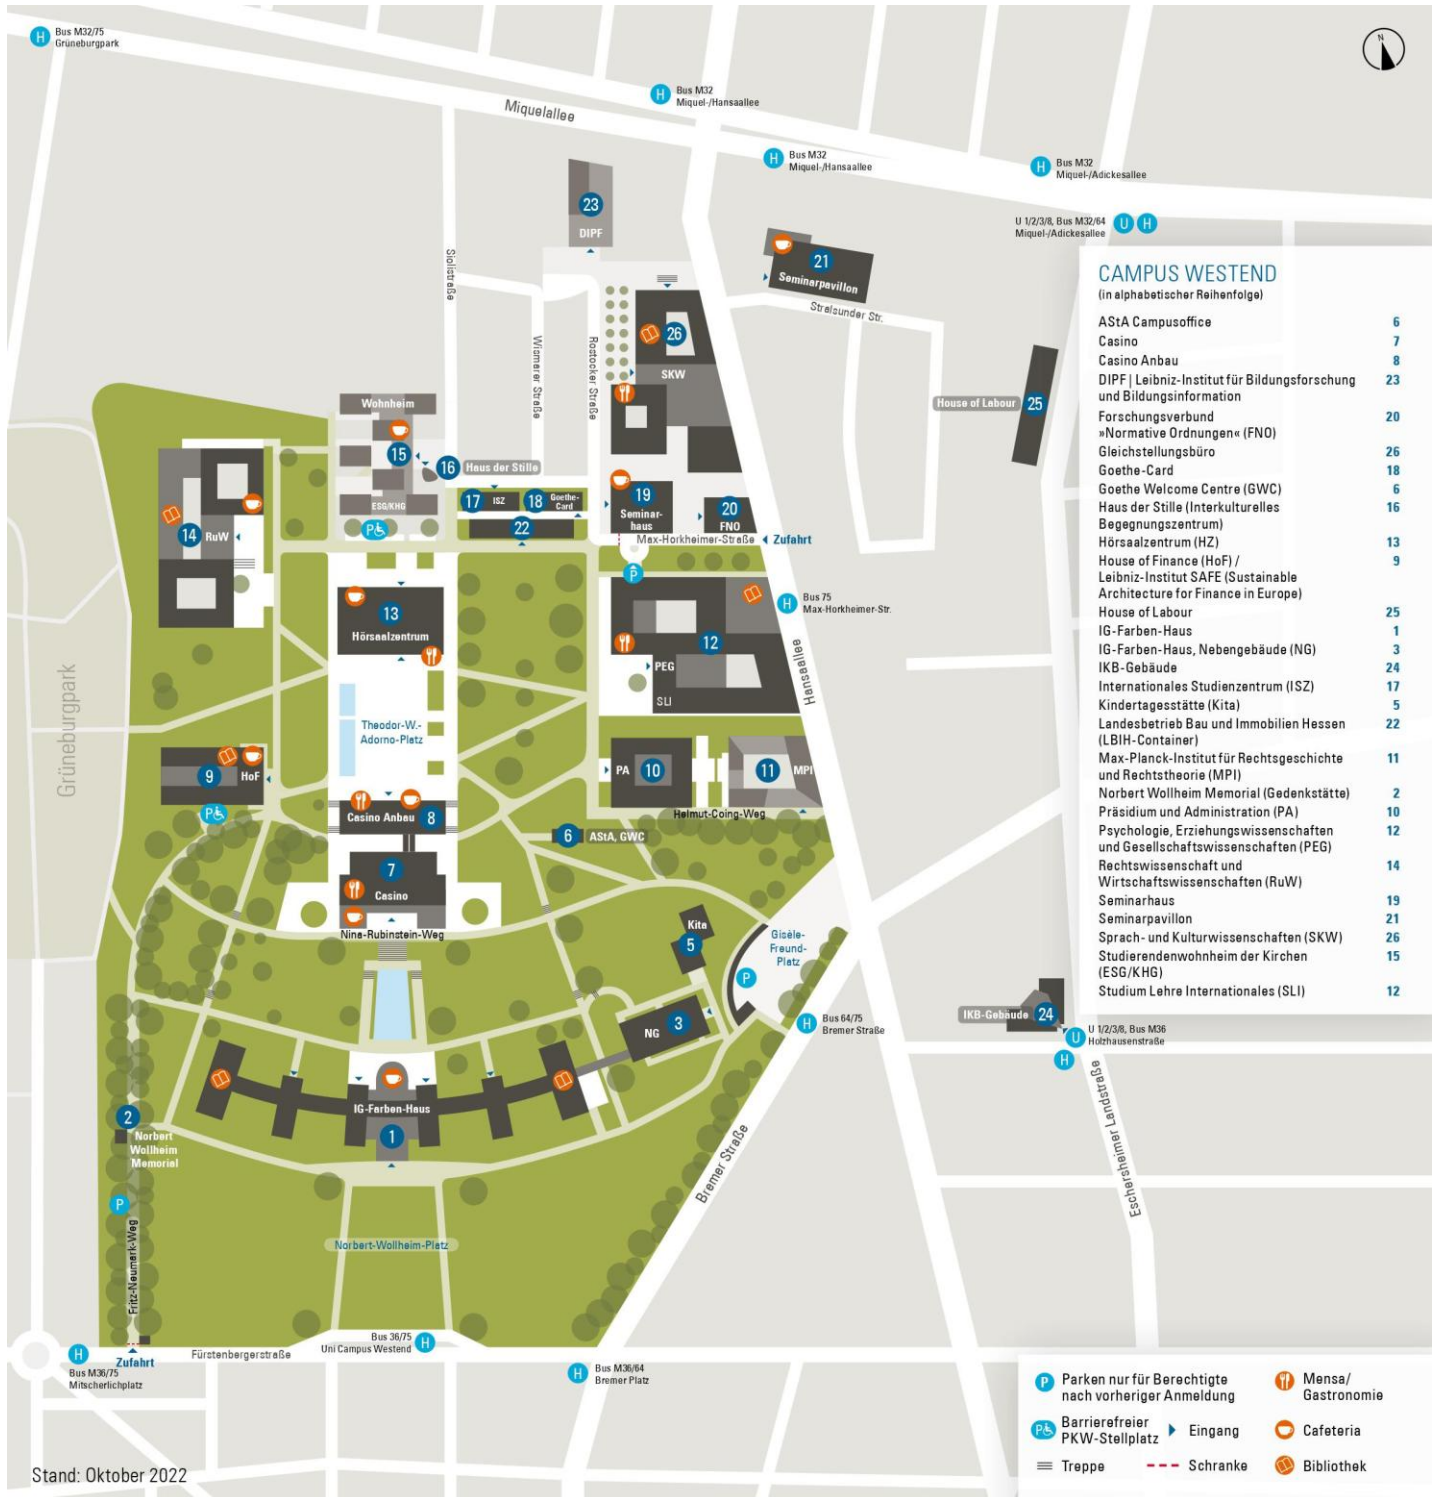 Bus M32/75
Grüneburgpark
N
Bus M32
Miquel-/Hansaallee
Miquelallee
Bus M32
Miquel-/Hansaallee
Bus M32
Miquel-/Adickesallee
U 1/2/3/8, Bus M32/64
Miquel-/Adickesallee
23
DIPF
Siolistraße
Wismarer Straße
Rostocker Straße
21
Seminarpavillon
Stralsunder Str.
26
SKW
House of Labour
25
Wohnheim
15
16
Haus der Stille
ESG/KHG
17
ISZ
18
Goethe-
Card
22
19
Seminar-
haus
20
FNO
Max-Horkheimer-Straße
Zufahrt
14
RuW
Bus 75
Max-Horkheimer-Str.
13
Hörsaalzentrum
12
PEG
SLI
Hansaallee
Grüneburgpark
Theodor-W.-
Adorno-Platz
9
HoF
PA
10
11
MPI
Helmut-Coing-Weg
Casino Anbau
8
6
AStA, GWC
7
Casino
Nina-Rubinstein-Weg
Kita
5
Gisèle-
Freund-
Platz
NG
3
Bus 64/75
Bremer Straße
IKB-Gebäude
24
U 1/2/3/8, Bus M36
Holzhausenstraße
Eschersheimer Landstraße
IG-Farben-Haus
1
2
Norbert
Wollheim
Memorial
Bremer Straße
Fritz-Neumark-Weg
Norbert-Wollheim-Platz
Bus 36/75
Uni Campus Westend
Zufahrt
Fürstenbergerstraße
Bus M36/75
Mitscherlichplatz
Bus M36/64
Bremer Platz
Stand: Oktober 2022
CAMPUS WESTEND
(in alphabetischer Reihenfolge)
AStA Campusoffice 6
Casino 7
Casino Anbau 8
DIPF | Leibniz-Institut für Bildungsforschung 23
und Bildungsinformation
Forschungsverbund 20
»Normative Ordnungen« (FNO)
Gleichstellungsbüro 26
Goethe-Card 18
Goethe Welcome Centre (GWC) 6
Haus der Stille (Interkulturelles 16
Begegnungszentrum)
Hörsaalzentrum (HZ) 13
House of Finance (HoF) / 9
Leibniz-Institut SAFE (Sustainable
Architecture for Finance in Europe)
House of Labour 25
IG-Farben-Haus 1
IG-Farben-Haus, Nebengebäude (NG) 3
IKB-Gebäude 24
Internationales Studienzentrum (ISZ) 17
Kindertagesstätte (Kita) 5
Landesbetrieb Bau und Immobilien Hessen 22
(LBIH-Container)
Max-Planck-Institut für Rechtsgeschichte 11
und Rechtstheorie (MPI)
Norbert Wollheim Memorial (Gedenkstätte) 2
Präsidium und Administration (PA) 10
Psychologie, Erziehungswissenschaften 12
und Gesellschaftswissenschaften (PEG)
Rechtswissenschaft und 14
Wirtschaftswissenschaften (RuW)
Seminarhaus 19
Seminarpavillon 21
Sprach- und Kulturwissenschaften (SKW) 26
Studierendenwohnheim der Kirchen 15
(ESG/KHG)
Studium Lehre Internationales (SLI) 12
P Parken nur für Berechtigte
nach vorheriger Anmeldung
Mensa/
Gastronomie
P Barrierefreier
PKW-Stellplatz
Eingang
Cafeteria
Treppe
Schranke
Bibliothek